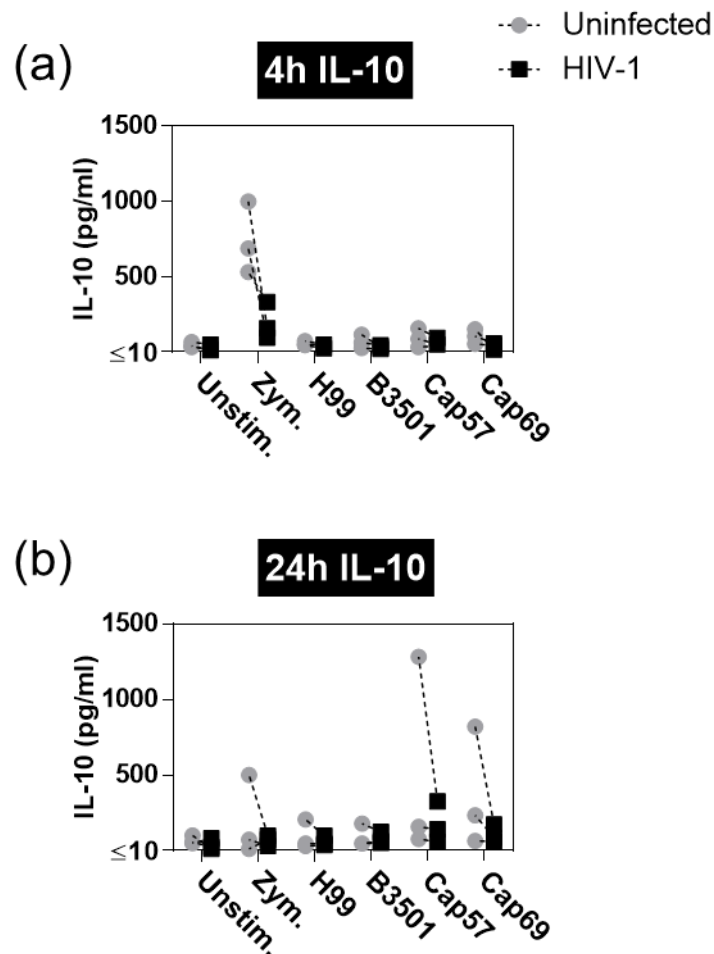 Uninfected
HIV-1
(a)
4h IL-10
IL-10 (pg/ml)
1500
1000
500
≤10
Unstim.
Zym.
H99
B3501
Cap57
Cap69
(b)
24h IL-10
IL-10 (pg/ml)
1500
1000
500
≤10
Unstim.
Zym.
H99
B3501
Cap57
Cap69